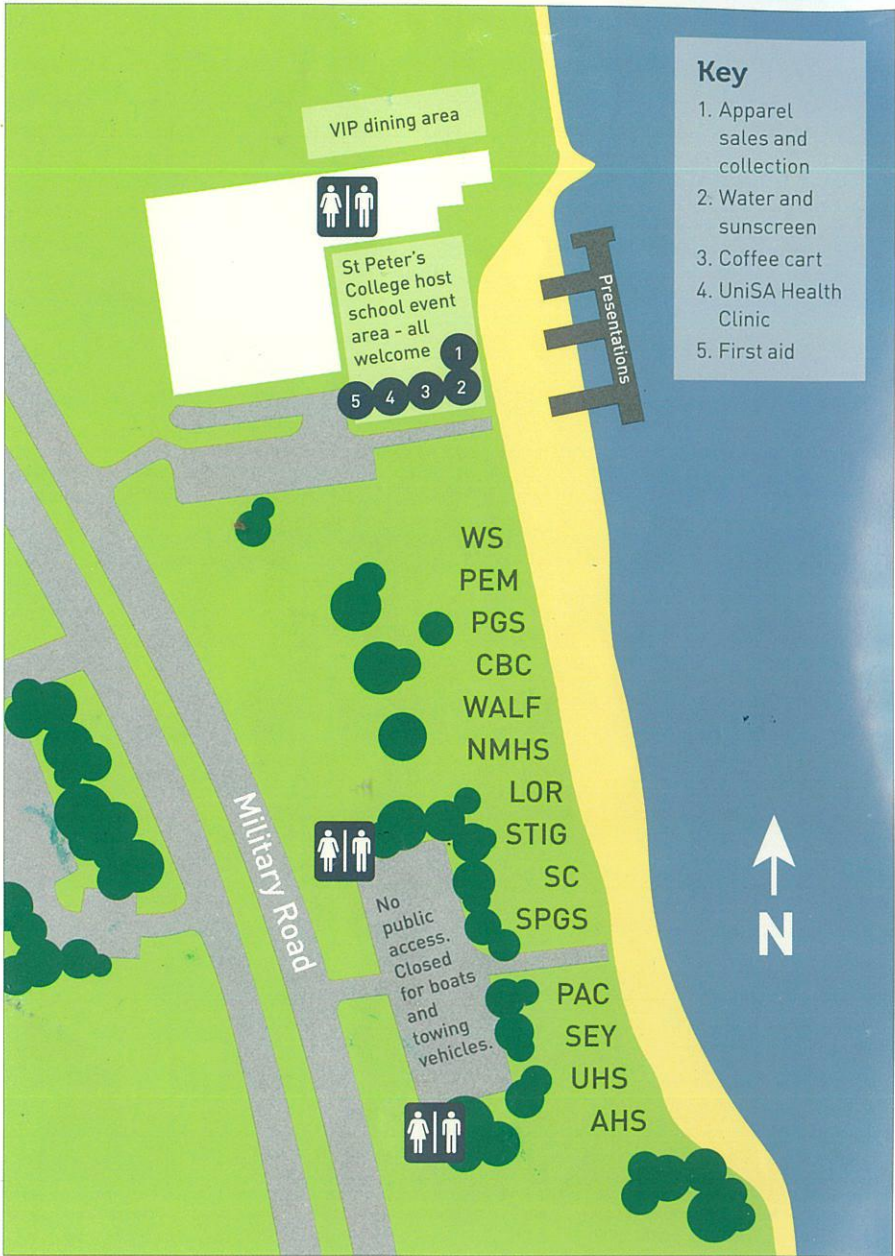 Key
1. Apparel
sales and
collection
2. Water and
sunscreen
3. Coffee cart
4. UniSA Health
Clinic
5. First aid
VIP dining area
St Peter's
College host
school event
area - all
welcome
1
5 4 3 2
Presentations
WS
PEM
PGS
CBC
WALF
NMHS
LOR
STIG
SC
SPGS
Military Road
No
public
access.
Closed
for boats
and
towing
vehicles.
N
PAC
SEY
UHS
AHS